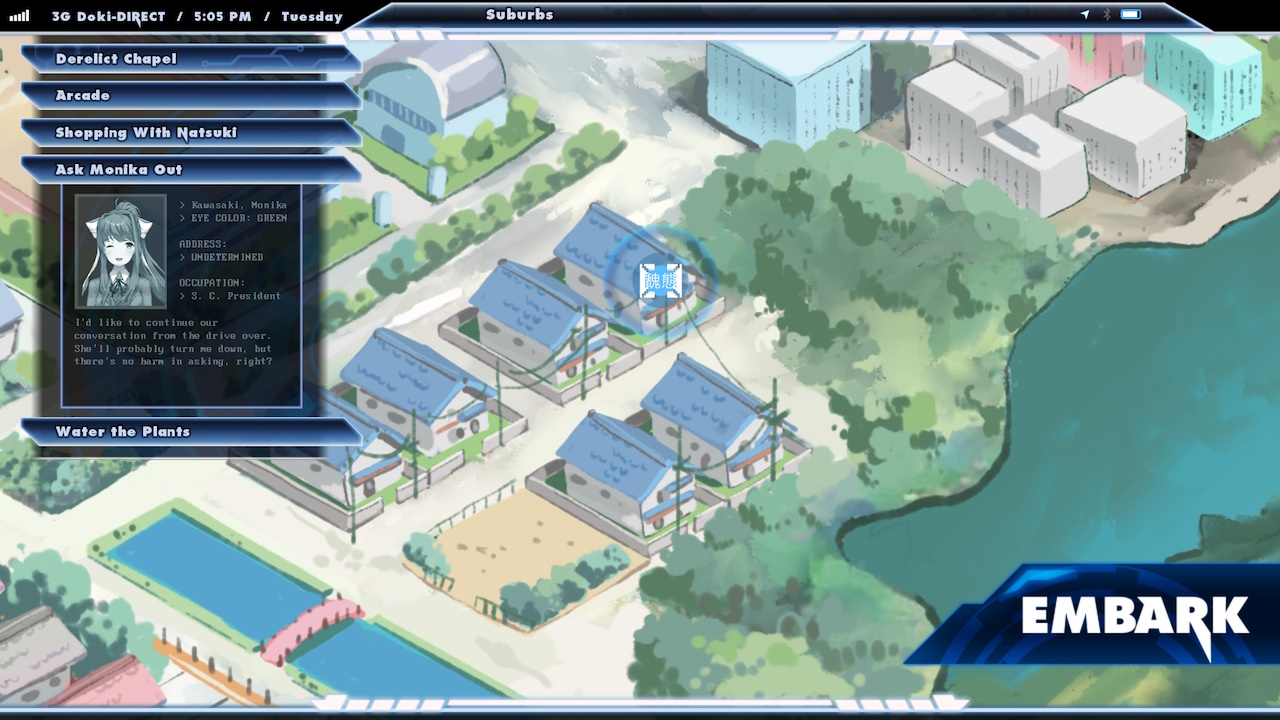 3G Doki-DIRECT / 5:05 PM / Tuesday
Suburbs
Derelict Chapel
Arcade
Shopping With Natsuki
Ask Monika Out
> Kawasaki, Monika
> EYE COLOR: GREEN
ADDRESS:
> UNDETERMINED
OCCUPATION:
> S. C. President
I'd like to continue our
conversation from the drive over.
She'll probably turn me down, but
there's no harm in asking, right?
Water the Plants
醜態
EMBARK